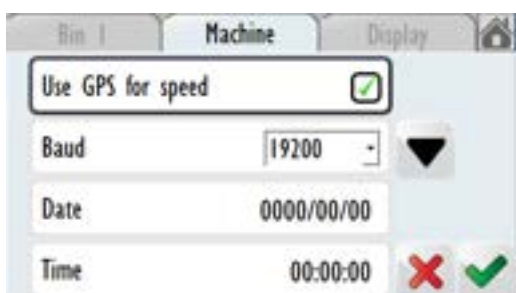 Bin 1 Machine Display
Use GPS for speed
Baud 19200
Date 0000/00/00
Time 00:00:00